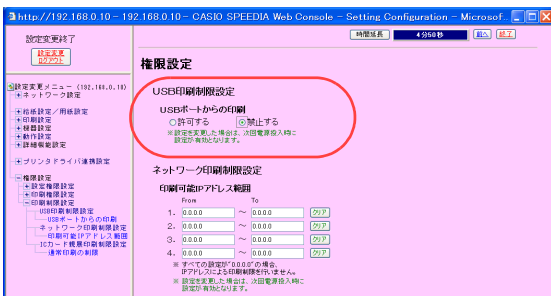 http://192.168.0.10 - 192.168.0.10 - CASIO SPEEDIA Web Console - Setting Configuration - Microsof..
設定変更終了
設定変更
ログアウト
時間延長
4分50秒
前へ
終了
設定変更メニュー (192.168.0.10)
ネットワーク設定
給紙設定/用紙設定
印刷設定
機器設定
動作設定
詳細機能設定
プリンタドライバ連携設定
権限設定
設定権限設定
印刷権限設定
印刷制限設定
USB印刷制限設定
USBポートからの印刷
ネットワーク印刷制限設定
印刷可能IPアドレス範囲
ICカード親展印刷制限設定
通常印刷の制限
権限設定
USB印刷制限設定
USBポートからの印刷
許可する 禁止する
※設定を変更した場合は、次回電源投入時に
設定が有効となります。
ネットワーク印刷制限設定
印刷可能IPアドレス範囲
From To
1. 0.0.0.0 ~ 0.0.0.0 クリア
2. 0.0.0.0 ~ 0.0.0.0 クリア
3. 0.0.0.0 ~ 0.0.0.0 クリア
4. 0.0.0.0 ~ 0.0.0.0 クリア
※ すべての設定が"0.0.0.0"の場合、
IPアドレスによる印刷制限を行いません。
※ 設定を変更した場合は、次回電源投入時に
設定が有効となります。